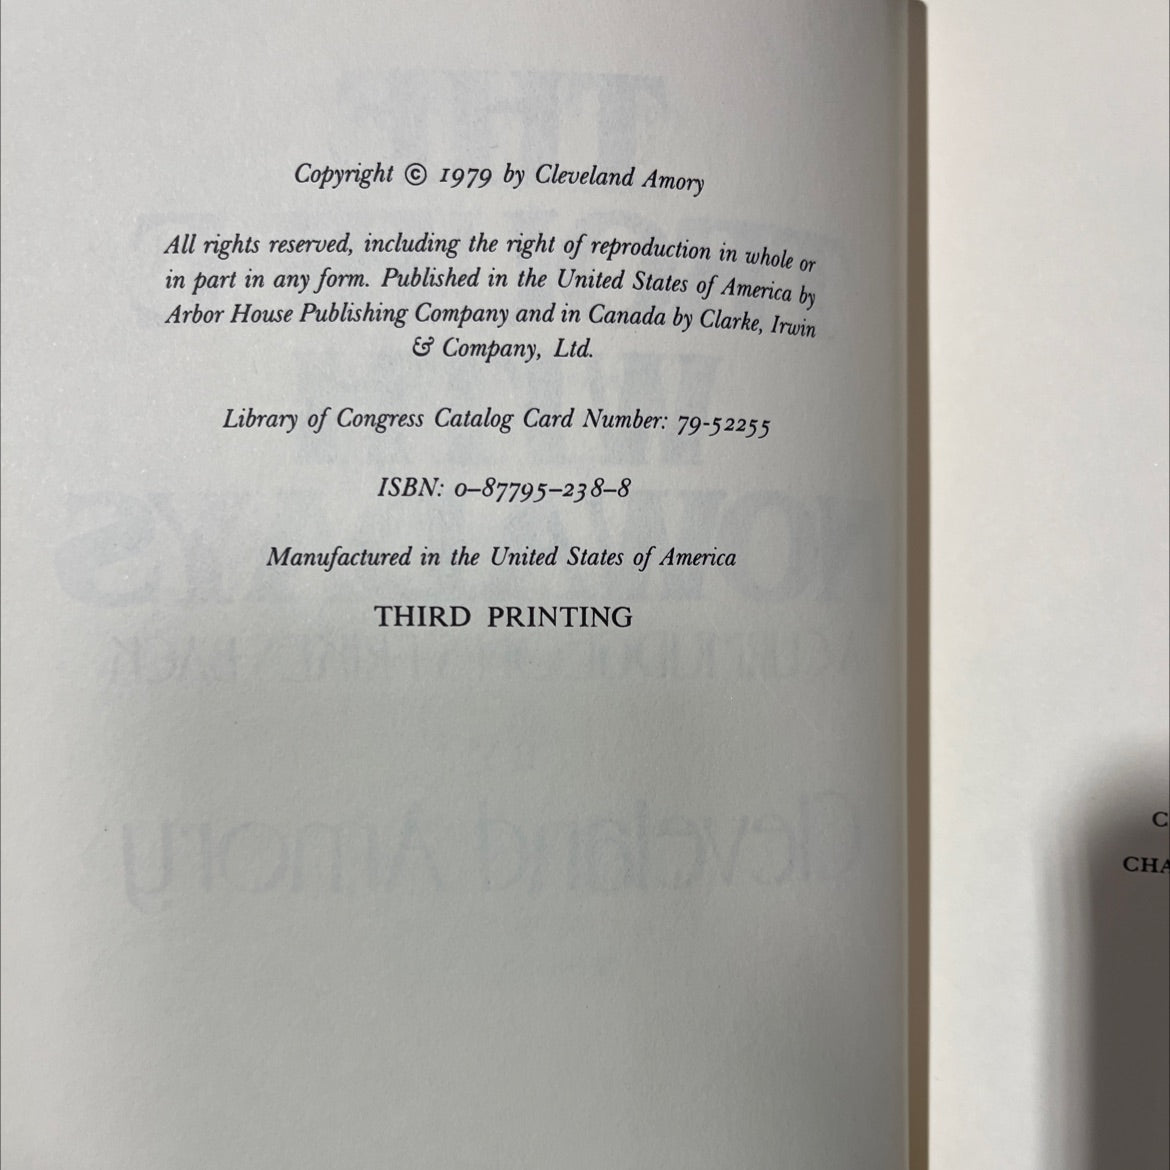 Copyright © 1979 by Cleveland Amory
All rights reserved, including the right of reproduction in whole or
in part in any form. Published in the United States of America by
Arbor House Publishing Company and in Canada by Clarke, Irwin
& Company, Ltd.
Library of Congress Catalog Card Number: 79-52255
ISBN: 0-87795-238-8
Manufactured in the United States of America
THIRD PRINTING
Cleveland Amory
C
CHA